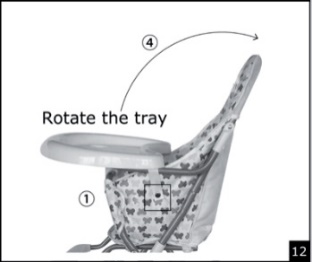 ④
Rotate the tray
①
12